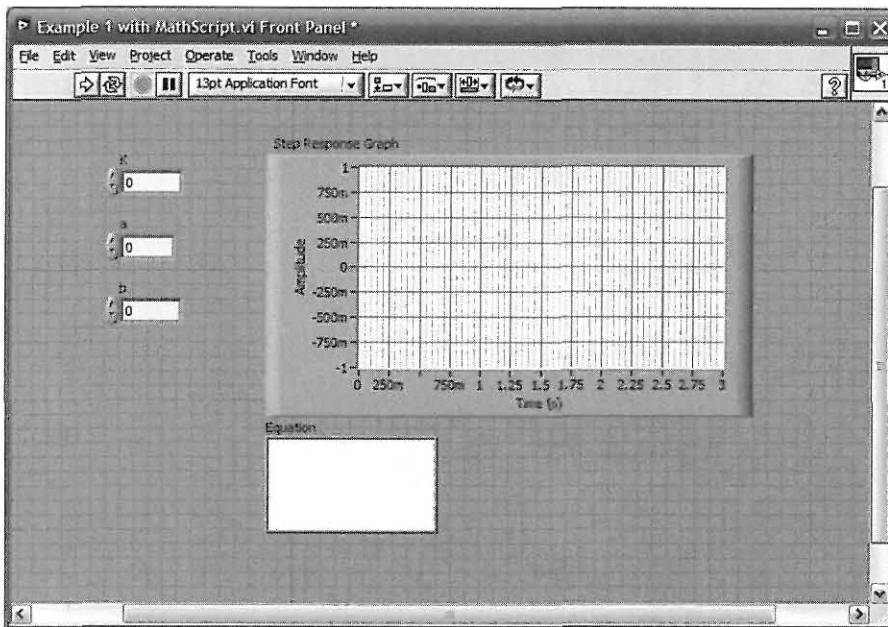 Example 1 with MathScript.vi Front Panel *
File Edit View Project Operate Tools Window Help
13pt Application Font
?
1
K
0
a
0
b
0
Step Response Graph
Amplitude
1
750m
500m
250m
0
-250m
-500m
-750m
-1
0 250m 750m 1 1.25 1.5 1.75 2 2.25 2.5 2.75 3
Time (s)
Equation